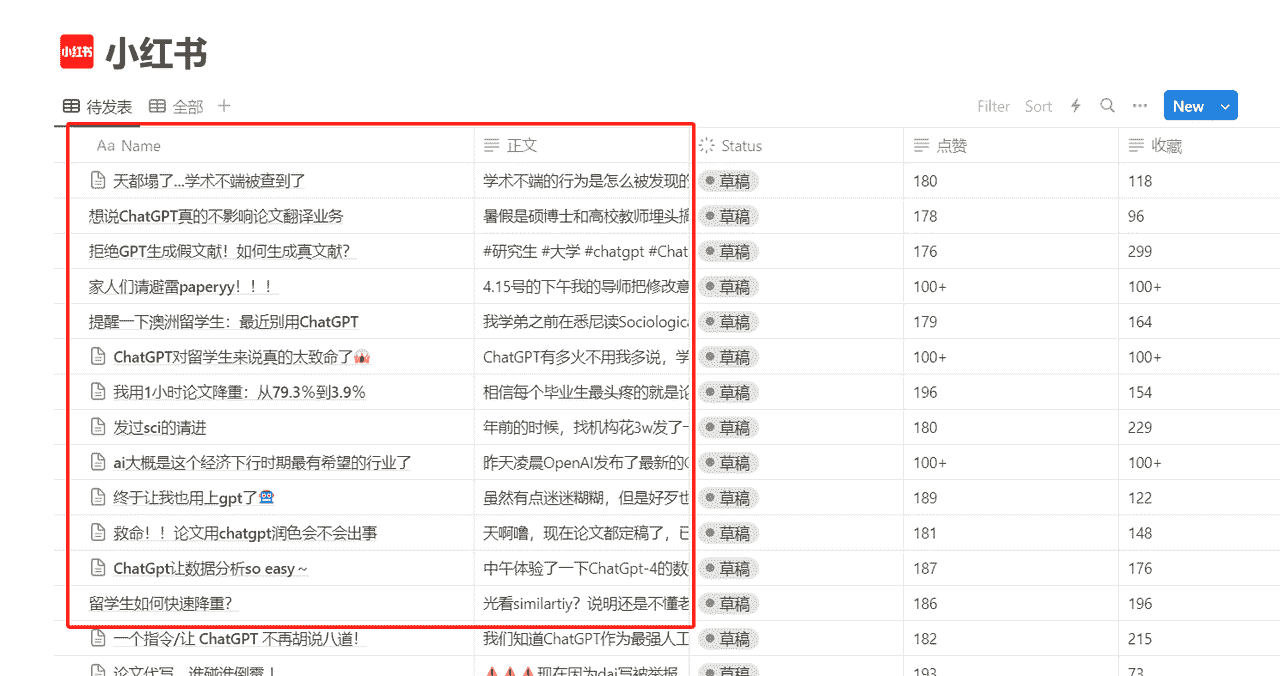 小红书 小红书
待发表 全部 Filter Sort New
Aa Name 正文 Status 点赞 收藏
天都塌了...学术不端被查到了 学术不端的行为是怎么被发现的 草稿 180 118
想说ChatGPT真的不影响论文翻译业务 暑假是硕博士和高校教师埋头搞 草稿 178 96
拒绝GPT生成假文献！如何生成真文献？ #研究生 #大学 #chatgpt #Chat 草稿 176 299
家人们请避雷paperyy！！！ 4.15号的下午我的导师把修改意 草稿 100+ 100+
提醒一下澳洲留学生：最近别用ChatGPT 我学弟之前在悉尼读Sociologica 草稿 179 164
ChatGPT对留学生来说真的太致命了 ChatGPT有多火不用我多说，学 草稿 100+ 100+
我用1小时论文降重：从79.3%到3.9% 相信每个毕业生最头疼的就是论 草稿 196 154
发过sci的请进 年前的时候，找机构花3w发了一 草稿 180 229
ai大概是这个经济下行时期最有希望的行业了 昨天凌晨OpenAI发布了最新的 草稿 100+ 100+
终于让我也用上gpt了 虽然有点迷迷糊糊，但是好歹也 草稿 189 122
救命！！论文用chatgpt润色会不会出事 天啊噜，现在论文都定稿了，已 草稿 181 148
ChatGpt让数据分析so easy～ 中午体验了一下ChatGpt-4的数 草稿 187 176
留学生如何快速降重？ 光看similartiy？说明还是不懂老 草稿 186 196
一个指令/让 ChatGPT 不再胡说八道！ 我们知道ChatGPT作为最强人工 草稿 182 215
论文代写，谁碰谁倒霉！ 现在因为dai写被举报 草稿 193 73